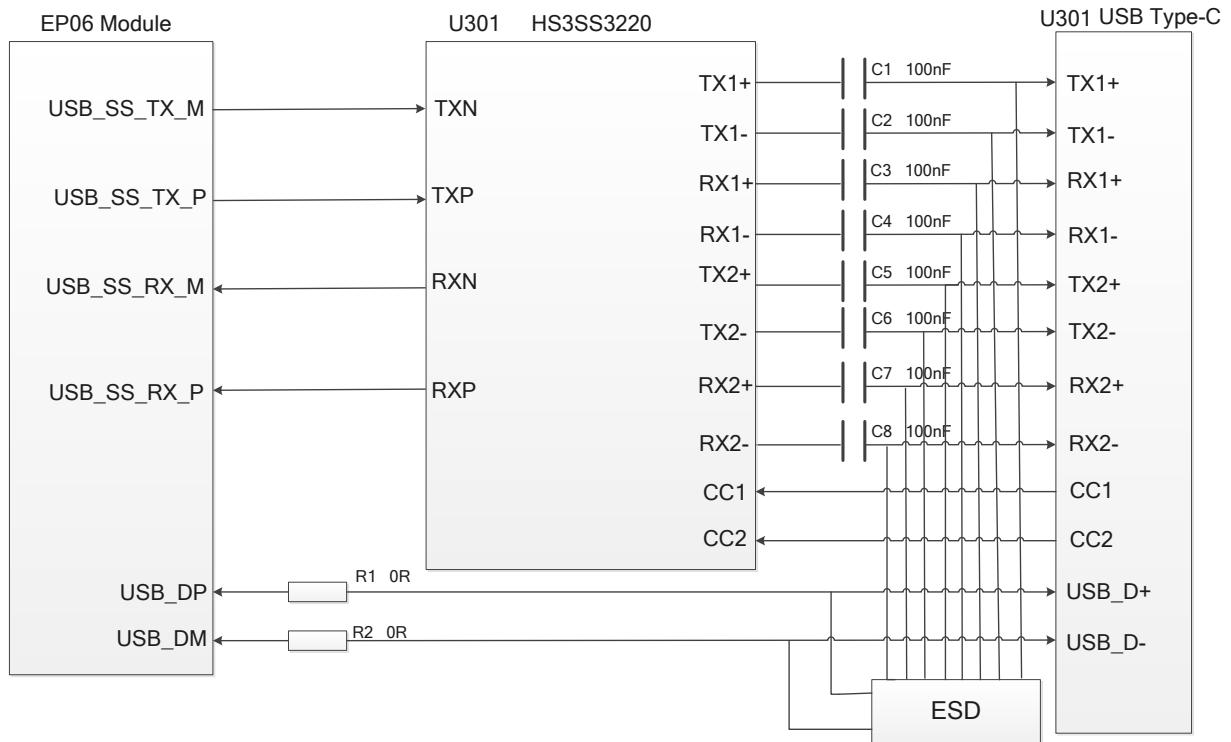 EP06 Module
U301 HS3SS3220
U301 USB Type-C
USB_SS_TX_M
USB_SS_TX_P
USB_SS_RX_M
USB_SS_RX_P
USB_DP
USB_DM
TXN
TXP
RXN
RXP
TX1+
TX1-
RX1+
RX1-
TX2+
TX2-
RX2+
RX2-
CC1
CC2
C1 100nF
C2 100nF
C3 100nF
C4 100nF
C5 100nF
C6 100nF
C7 100nF
C8 100nF
R1 0R
R2 0R
TX1+
TX1-
RX1+
RX1-
TX2+
TX2-
RX2+
RX2-
CC1
CC2
USB_D+
USB_D-
ESD